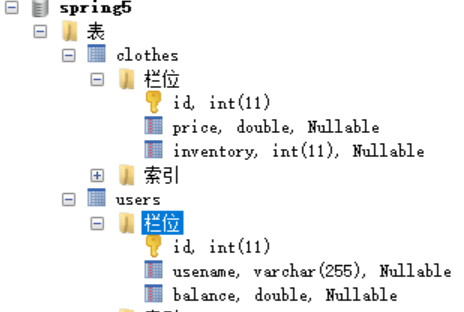 spring5
表
clothes
栏位
id, int(11)
price, double, Nullable
inventory, int(11), Nullable
索引
users
栏位
id, int(11)
usename, varchar(255), Nullable
balance, double, Nullable